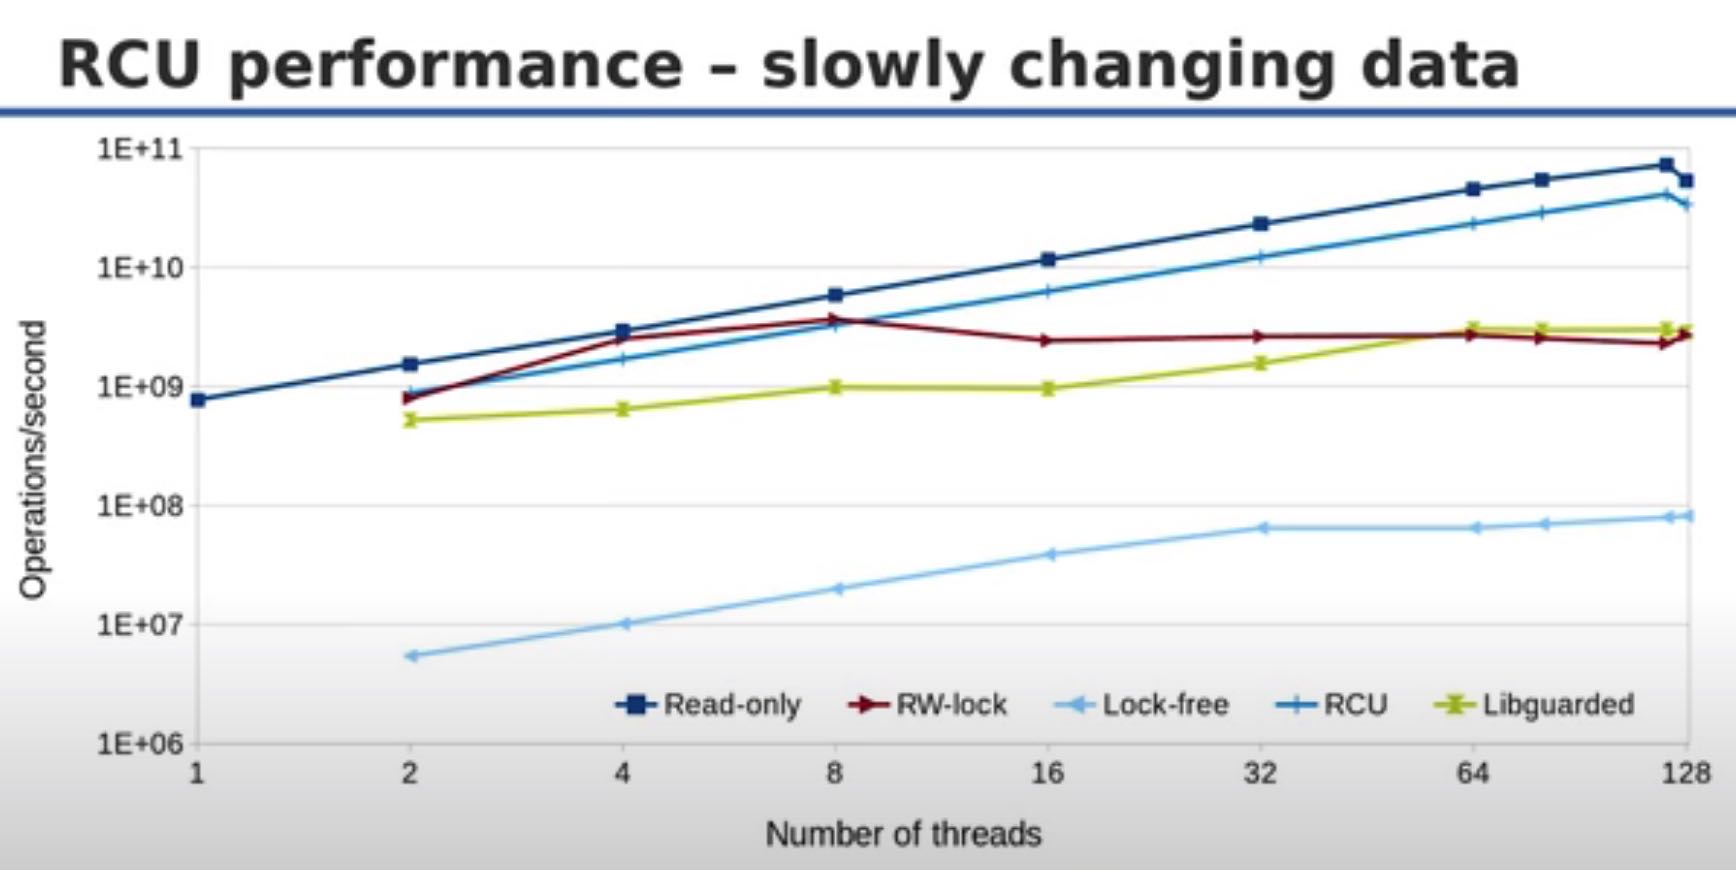 RCU performance – slowly changing data
1E+11
1E+10
1E+09
1E+08
1E+07
1E+06
Operations/second
Read-only RW-lock Lock-free RCU Libguarded
1 2 4 8 16 32 64 128
Number of threads